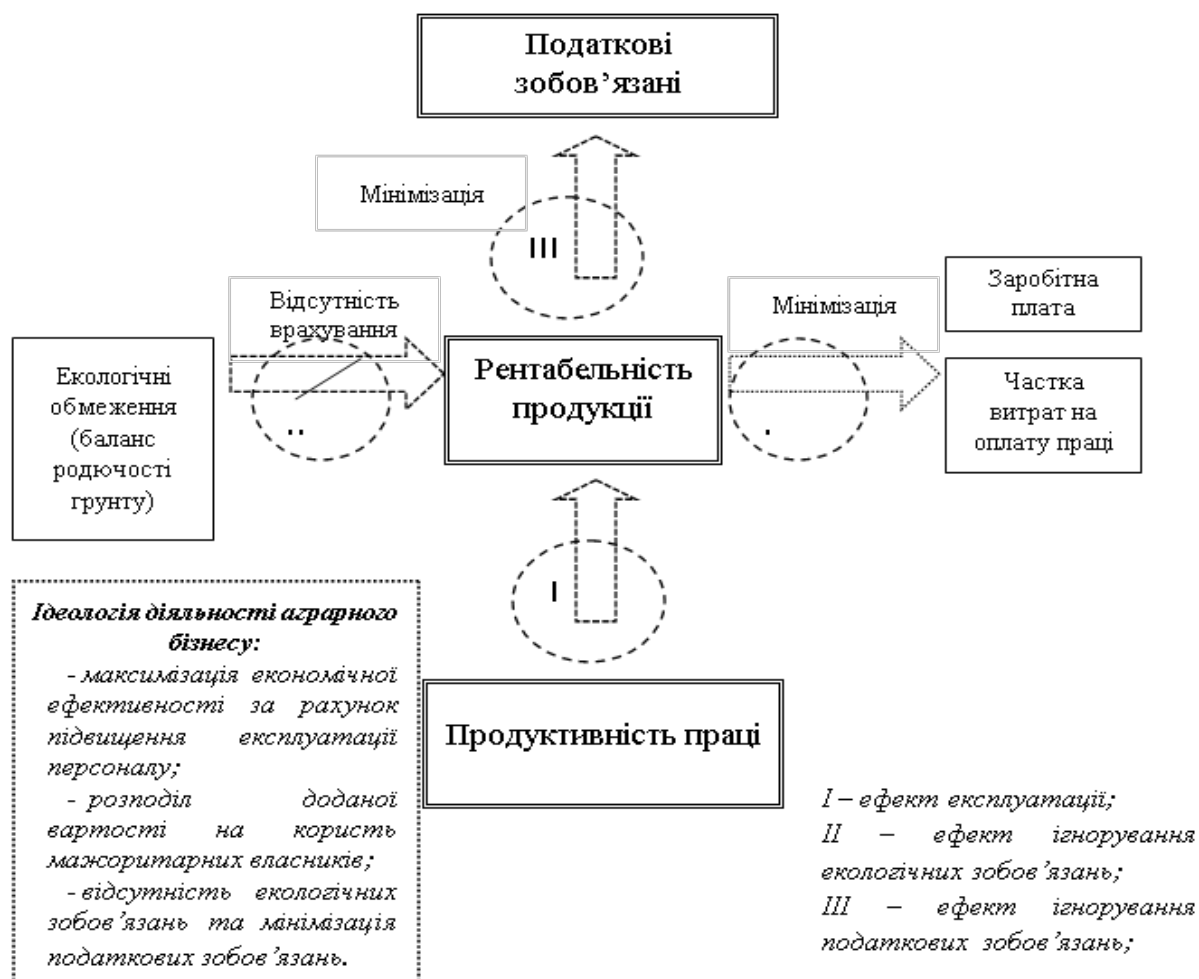 Податкові
зобов’язані
Мінімізація
III
Відсутність
врахування
Мінімізація
Заробітна
плата
Екологічні
обмеження
(баланс
родючості
грунту)
..
Рентабельність
продукції
.
Частка
витрат на
оплату праці
I
Ідеологія діяльності аграрного
бізнесу:
- максимізація економічної
ефективності за рахунок
підвищення експлуатації
персоналу;
- розподіл доданої
вартості на користь
мажоритарних власників;
- відсутність екологічних
зобов’язань та мінімізація
податкових зобов’язань.
Продуктивність праці
I – ефект експлуатації;
II – ефект ігнорування
екологічних зобов’язань;
III – ефект ігнорування
податкових зобов’язань;